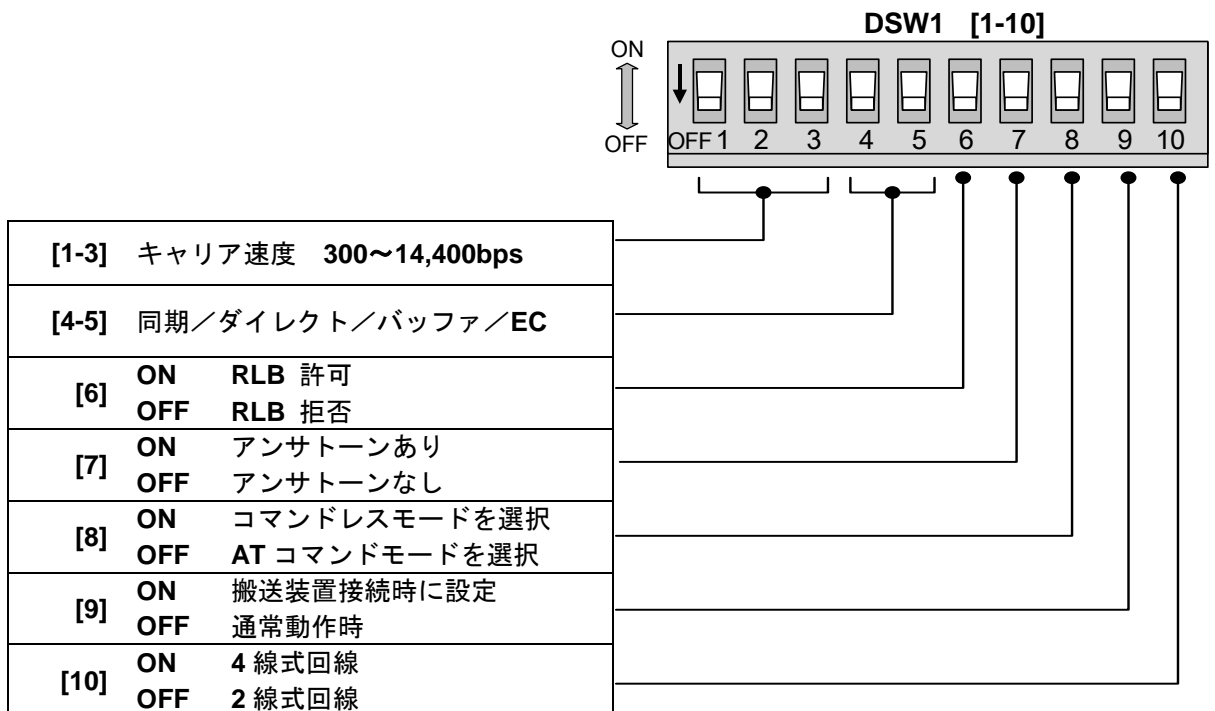 DSW1 [1-10]
ON
OFF
OFF 1 2 3 4 5 6 7 8 9 10
[1-3] キャリア速度 300～14,400bps
[4-5] 同期／ダイレクト／バッファ／EC
[6] ON RLB 許可
OFF RLB 拒否
[7] ON アンサトーンあり
OFF アンサトーンなし
[8] ON コマンドレスモードを選択
OFF AT コマンドモードを選択
[9] ON 搬送装置接続時に設定
OFF 通常動作時
[10] ON 4 線式回線
OFF 2 線式回線